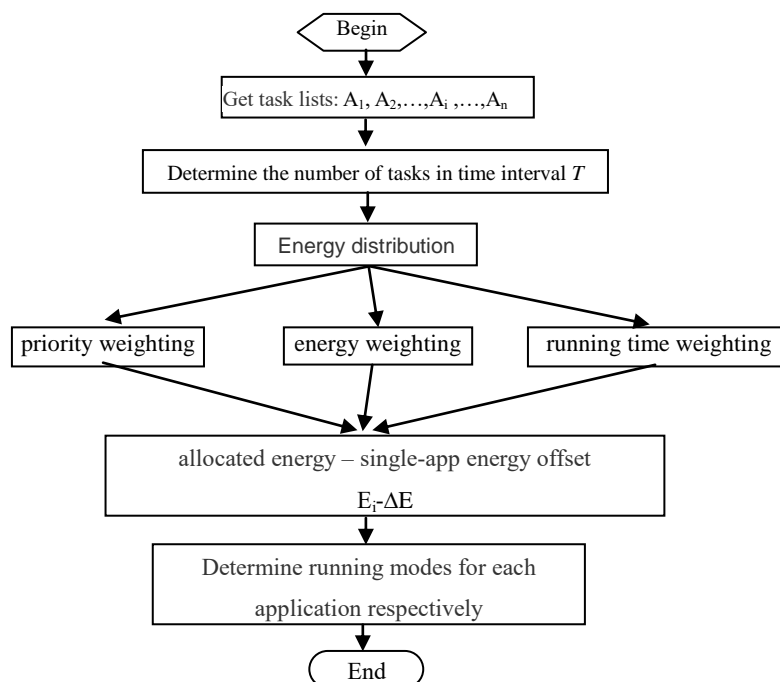 Begin
Get task lists: A₁, A₂,…,Aᵢ ,…,Aₙ
Determine the number of tasks in time interval T
Energy distribution
priority weighting
energy weighting
running time weighting
allocated energy – single-app energy offset
Eᵢ-ΔE
Determine running modes for each
application respectively
End